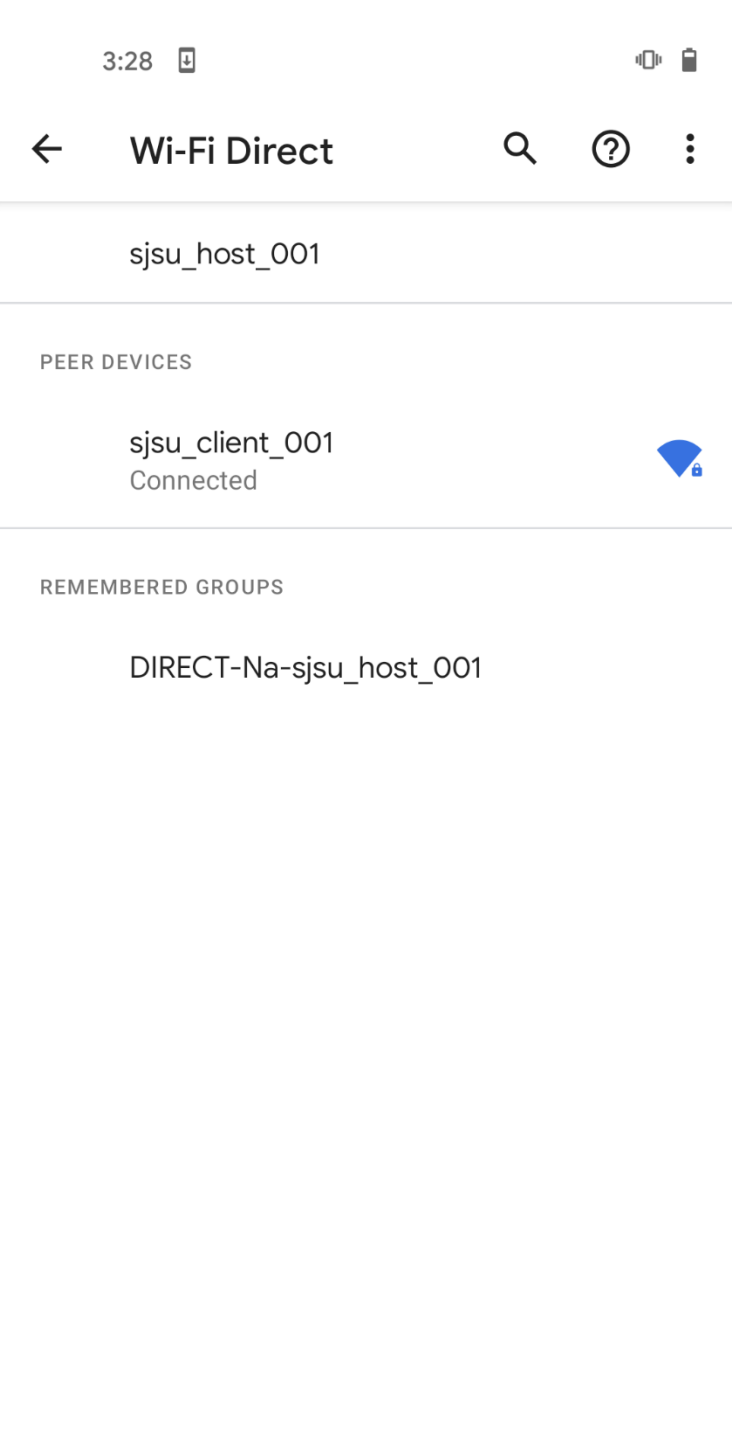 3:28
Wi-Fi Direct
sjsu_host_001
PEER DEVICES
sjsu_client_001
Connected
REMEMBERED GROUPS
DIRECT-Na-sjsu_host_001